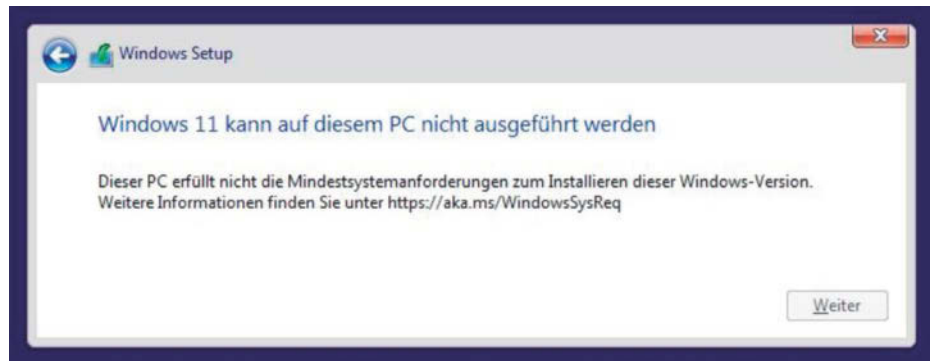 Windows Setup
Windows 11 kann auf diesem PC nicht ausgeführt werden
Dieser PC erfüllt nicht die Mindestsystemanforderungen zum Installieren dieser Windows-Version.
Weitere Informationen finden Sie unter https://aka.ms/WindowsSysReq
Weiter